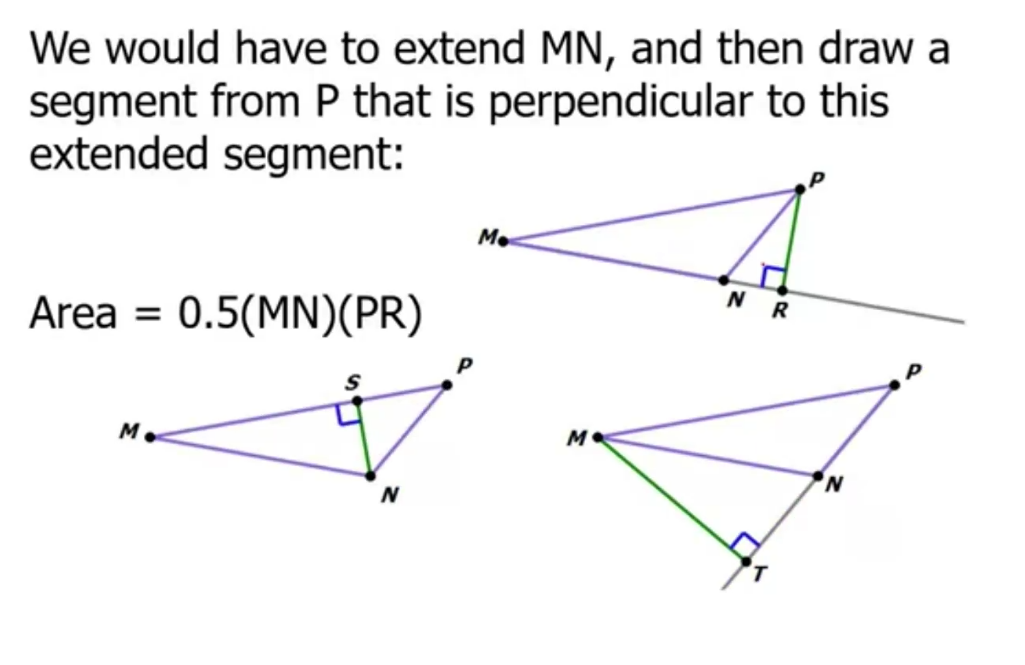 We would have to extend MN, and then draw a
segment from P that is perpendicular to this
extended segment:
P
M
N
R
Area = 0.5(MN)(PR)
S
P
M
N
P
M
N
T